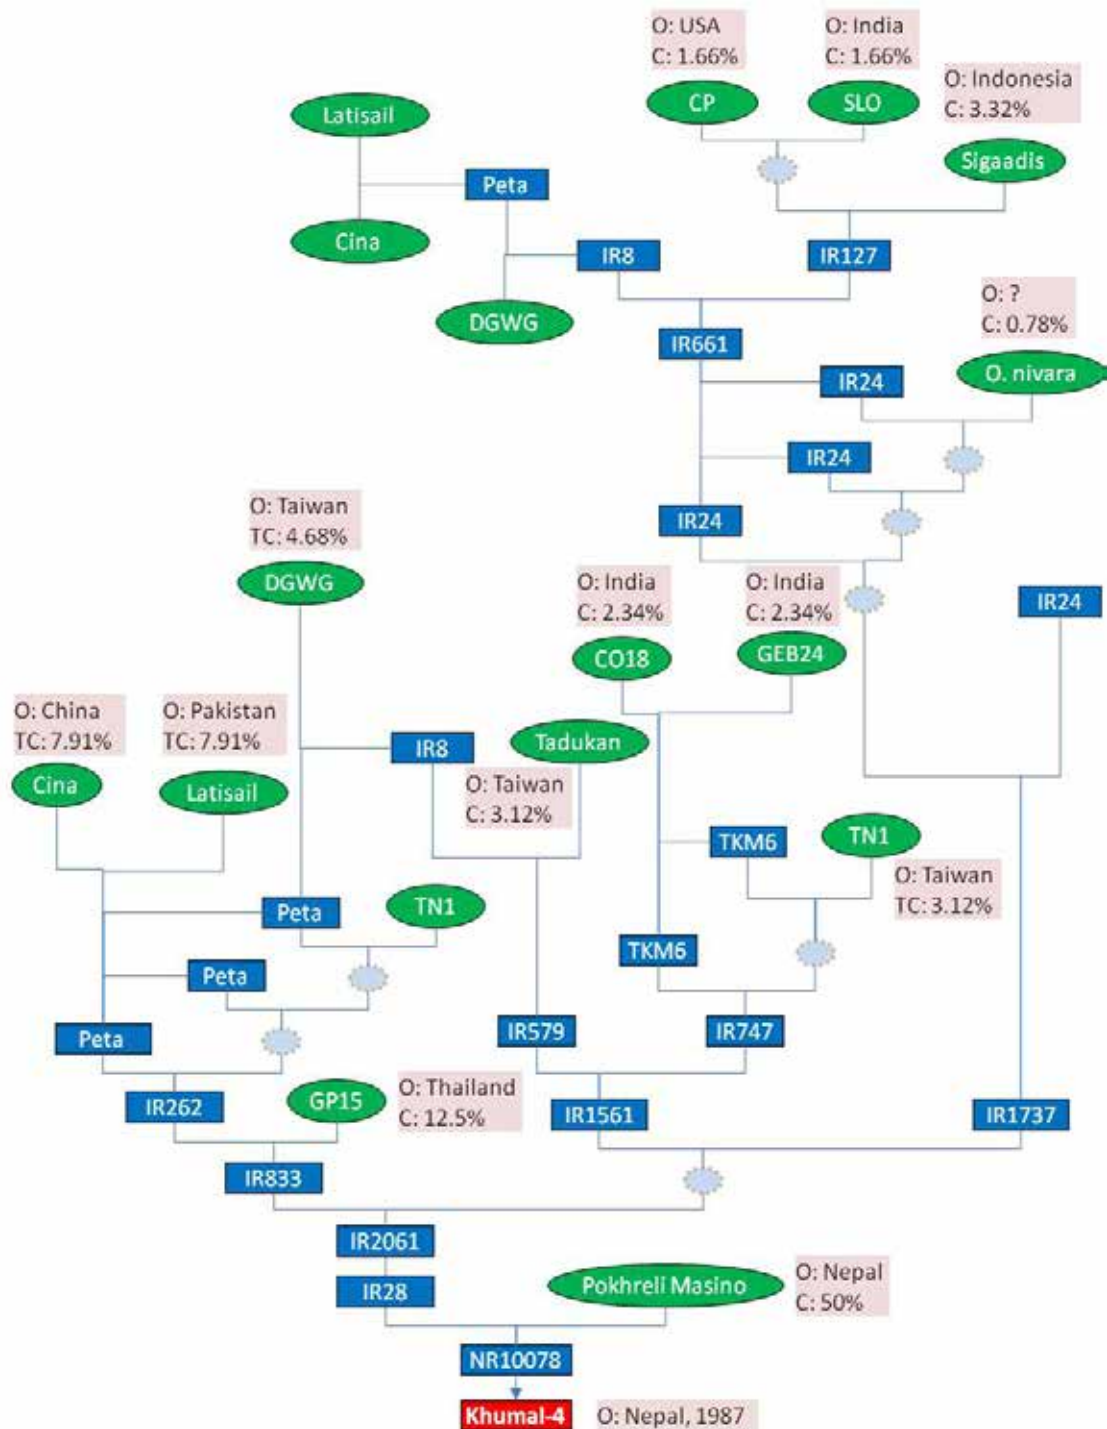 O: USA
C: 1.66%
O: India
C: 1.66%
O: Indonesia
C: 3.32%
CP
SLO
Latisail
Sigaadis
Peta
Cina
IR8
IR127
O: ?
C: 0.78%
DGWG
IR661
IR24
O. nivara
IR24
O: Taiwan
TC: 4.68%
IR24
DGWG
O: India
C: 2.34%
O: India
C: 2.34%
IR24
CO18
GEB24
O: China
TC: 7.91%
O: Pakistan
TC: 7.91%
IR8
Tadukan
Cina
Latisail
O: Taiwan
C: 3.12%
TKM6
TN1
O: Taiwan
TC: 3.12%
Peta
TN1
TKM6
Peta
Peta
IR579
IR747
IR262
GP15
O: Thailand
C: 12.5%
IR1561
IR1737
IR833
IR2061
IR28
Pokhreli Masino
O: Nepal
C: 50%
NR10078
Khumal-4
O: Nepal, 1987